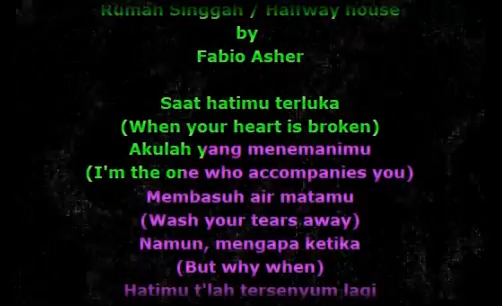 Rumah Singgah / Halfway house
by
Fabio Asher
Saat hatimu terluka
(When your heart is broken)
Akulah yang menemanimu
(I'm the one who accompanies you)
Membasuh air matamu
(Wash your tears away)
Namun, mengapa ketika
(But why when)
Hatimu t'lah tersenyum lagi